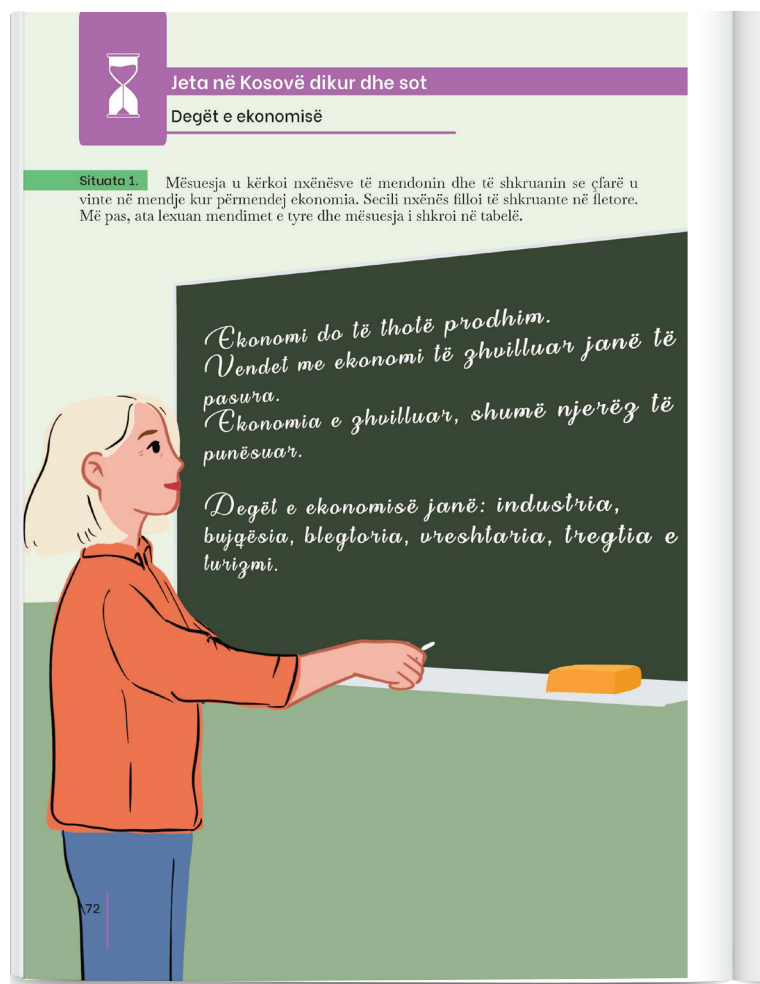 Jeta në Kosovë dikur dhe sot
Degët e ekonomisë
Situata 1. Mësuesja u kërkoi nxënësve të mendonin dhe të shkruanin se çfarë u
vinte në mendje kur përmendej ekonomia. Secili nxënës filloi të shkruante në fletore.
Më pas, ata lexuan mendimet e tyre dhe mësuesja i shkroi në tabelë.
Ekonomi do të thotë prodhim.
Vendet me ekonomi të zhvilluar janë të
pasura.
Ekonomia e zhvilluar, shumë njerëz të
punësuar.
Degët e ekonomisë janë: industria,
bujqësia, blegtoria, vreshtaria, tregtia e
turizmi.
72